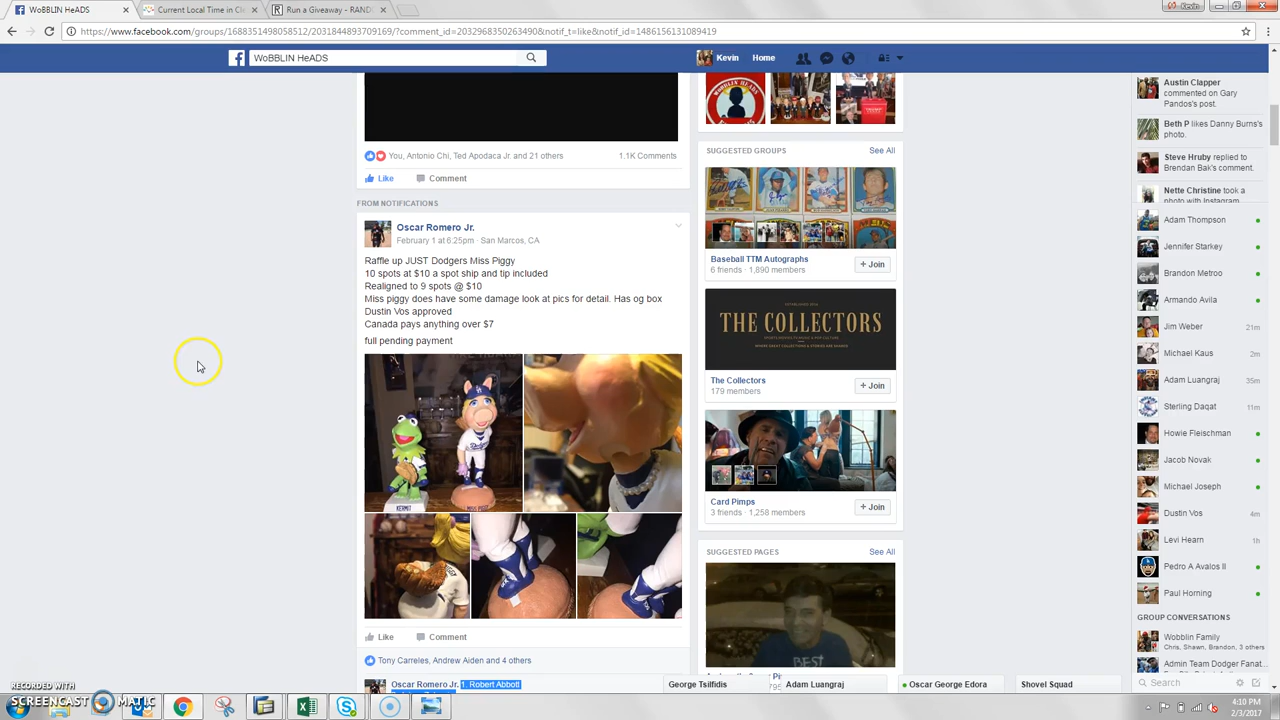 WoBBLIN HeADS
Current Local Time in Cl
Run a Giveaway – RAND
Kevin
https://www.facebook.com/groups/1688351498058512/2031844893709169/?comment_id=2032968350263490&notif_t=like&notif_id=1486156131089419
WoBBLIN HeADS
Kevin
Home
You, Antonio Chi, Ted Apodaca Jr. and 21 others
1.1K Comments
Like
Comment
FROM NOTIFICATIONS
Oscar Romero Jr.
February 1 at 6:25pm · San Marcos, CA
Raffle up JUST Dodgers Miss Piggy
10 spots at $10 a spot ship and tip included
Realigned to 9 spots @ $10
Miss piggy does have some damage look at pics for detail. Has og box
Dustin Vos approved
Canada pays anything over $7
full pending payment
KERMIT
Like
Comment
Tony Carreles, Andrew Aiden and 4 others
Oscar Romero Jr. 1. Robert Abbott
WOBBLIN HEADS
SUGGESTED GROUPS
See All
Baseball TTM Autographs
6 friends · 1,890 members
+ Join
THE COLLECTORS
The Collectors
179 members
+ Join
Card Pimps
3 friends · 1,258 members
+ Join
SUGGESTED PAGES
See All
BEST
Austin Clapper
commented on Gary
Pandos's post.
Beth P likes Danny Burns's
photo.
Steve Hruby replied to
Brendan Bak's comment.
Nette Christine took a
photo with Instagram.
Adam Thompson
Jennifer Starkey
Brandon Metroo
Armando Avila
Jim Weber 21m
Michael Kaus 2m
Adam Luangraj 35m
Sterling Daqat 11m
Howie Fleischman
Jacob Novak
Michael Joseph
Dustin Vos 4m
Levi Hearn 1h
Pedro A Avalos II
Paul Horning
GROUP CONVERSATIONS
Wobblin Family
Chris, Shawn, Brandon, 3 others
Admin Team Dodger Fanat...
Search
George Tsilfidis
Adam Luangraj
Oscar George Edora
Shovel Sudat
RECORDED WITH
SCREENCAST MATIC
4:10 PM
2/3/2017